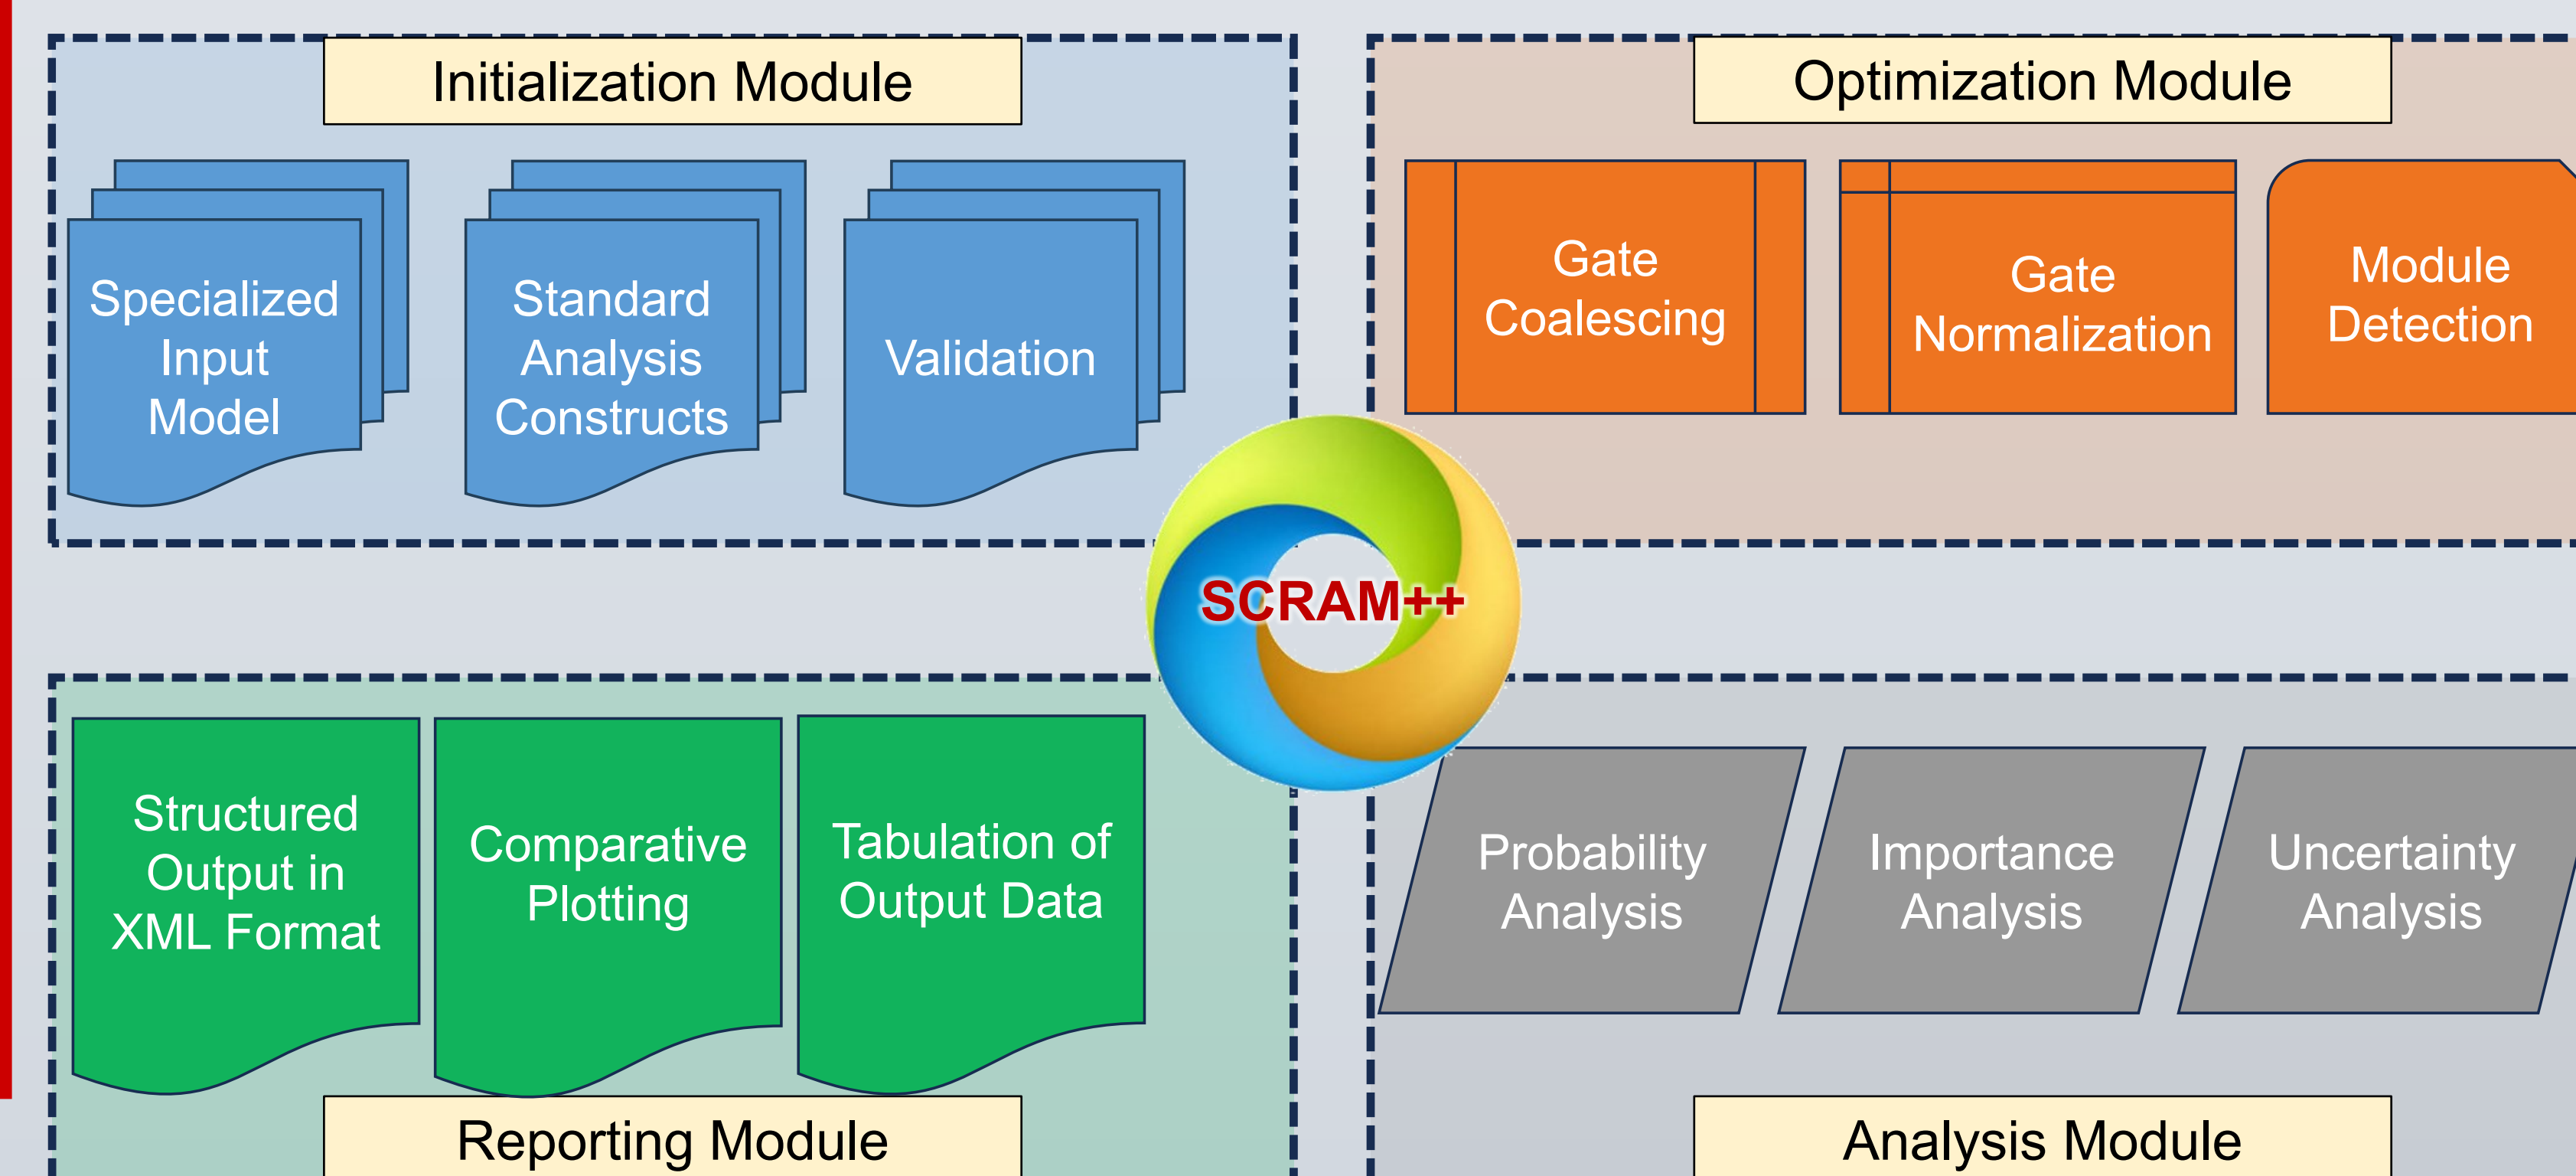 Initialization Module
Specialized
Input
Model
Standard
Analysis
Constructs
Validation
Optimization Module
Gate
Coalescing
Gate
Normalization
Module
Detection
SCRAM++
Structured
Output in
XML Format
Comparative
Plotting
Tabulation of
Output Data
Reporting Module
Probability
Analysis
Importance
Analysis
Uncertainty
Analysis
Analysis Module